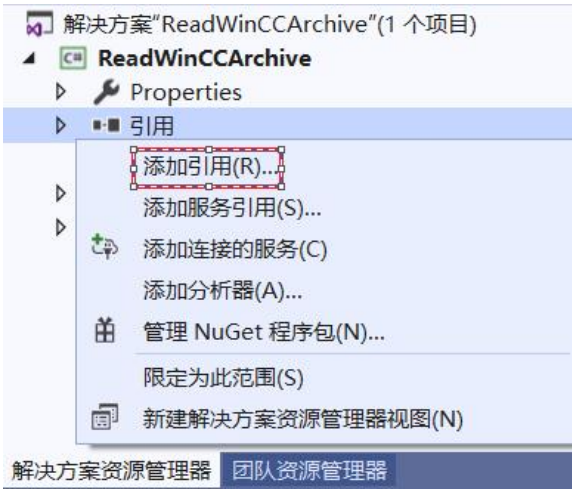 解决方案"ReadWinCCArchive"(1 个项目)
C# ReadWinCCArchive
Properties
引用
添加引用(R)...
添加服务引用(S)...
添加连接的服务(C)
添加分析器(A)...
管理 NuGet 程序包(N)...
限定为此范围(S)
新建解决方案资源管理器视图(N)
解决方案资源管理器 团队资源管理器